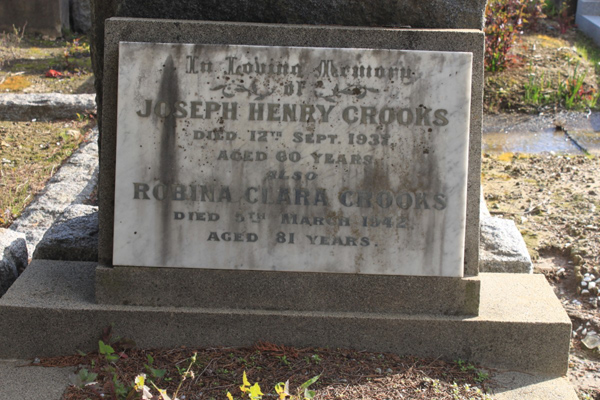 In Loving Memory
OF
JOSEPH HENRY CROOKS
DIED 12TH SEPT. 1937.
AGED 60 YEARS
ALSO
ROBINA CLARA CROOKS
DIED 5TH MARCH 1942.
AGED 81 YEARS.